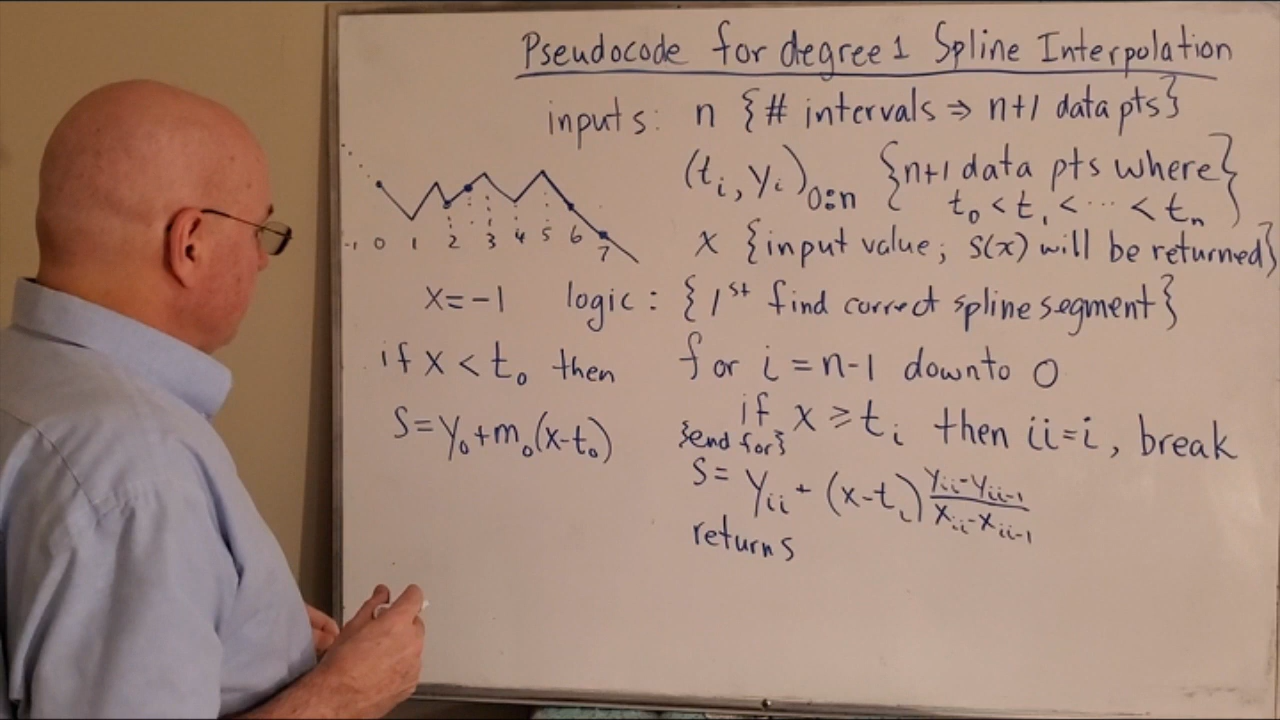 Pseudocode for degree 1 Spline Interpolation
inputs: n {# intervals ⇒ n+1 data pts}
(tᵢ, yᵢ)₀:ₙ {n+1 data pts where
t₀ < t₁ < ⋯ < tₙ}
x {input value; S(x) will be returned}
-1 0 1 2 3 4 5 6 7
x = -1 logic: {1st find correct spline segment}
if x < t₀ then for i = n-1 downto 0
if x ≥ tᵢ then ii=i, break
{end for}
S = y₀ + m₀(x-t₀)
S = yᵢᵢ + (x-tᵢ) (yᵢᵢ - yᵢᵢ₋₁)/(xᵢᵢ - xᵢᵢ₋₁)
return S